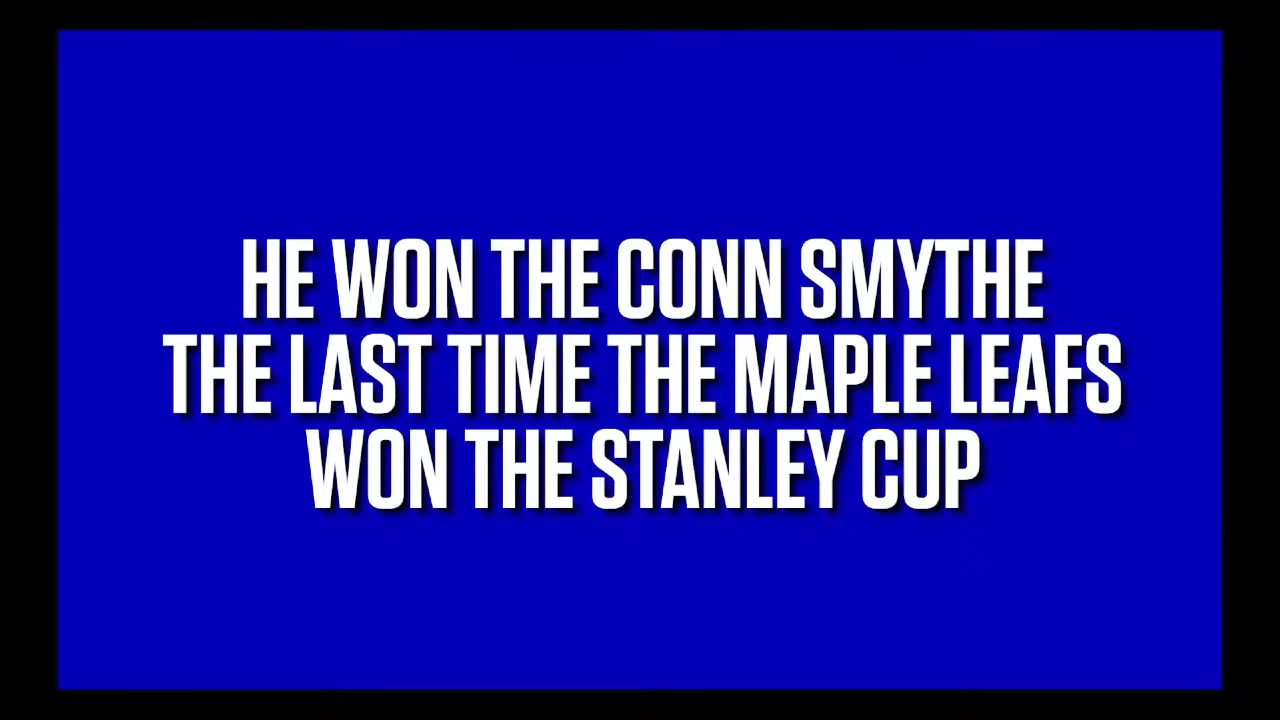 HE WON THE CONN SMYTHE
THE LAST TIME THE MAPLE LEAFS
WON THE STANLEY CUP